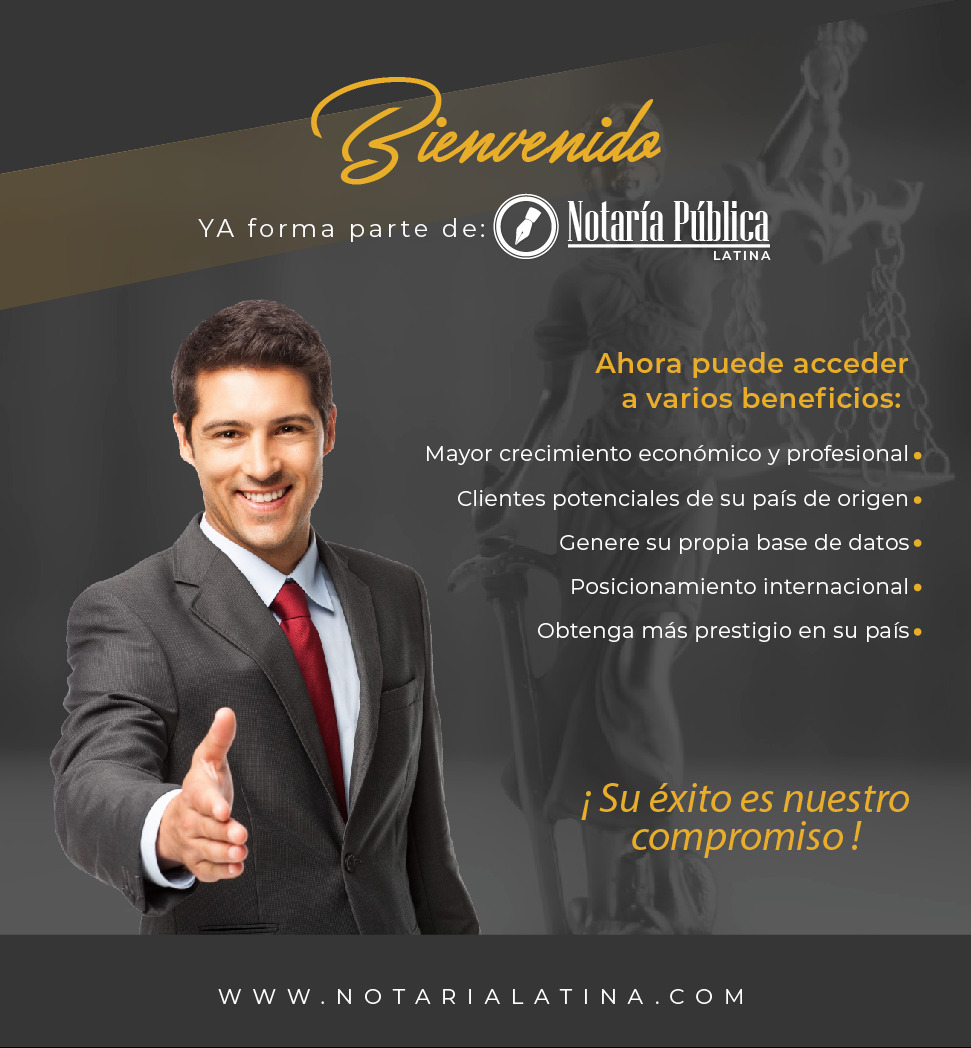 Bienvenido
YA forma parte de: Notaría Pública
LATINA
Ahora puede acceder
a varios beneficios:
Mayor crecimiento económico y profesional
Clientes potenciales de su país de origen
Genere su propia base de datos
Posicionamiento internacional
Obtenga más prestigio en su país
¡ Su éxito es nuestro
compromiso !
WWW.NOTARIALATINA.COM